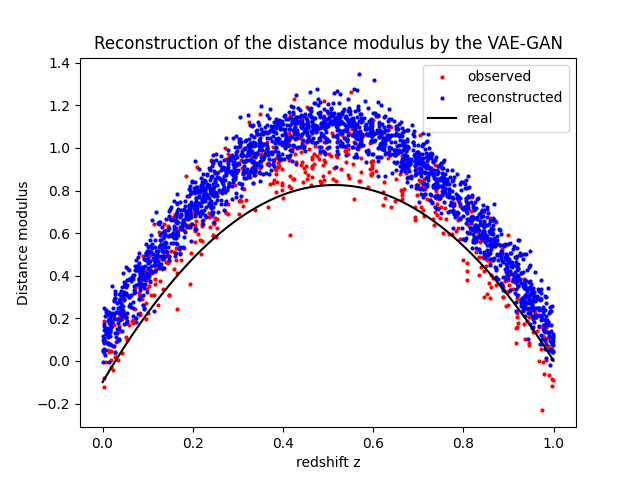 Reconstruction of the distance modulus by the VAE-GAN
observed
reconstructed
real
Distance modulus
1.4
1.2
1.0
0.8
0.6
0.4
0.2
0.0
−0.2
0.0 0.2 0.4 0.6 0.8 1.0
redshift z